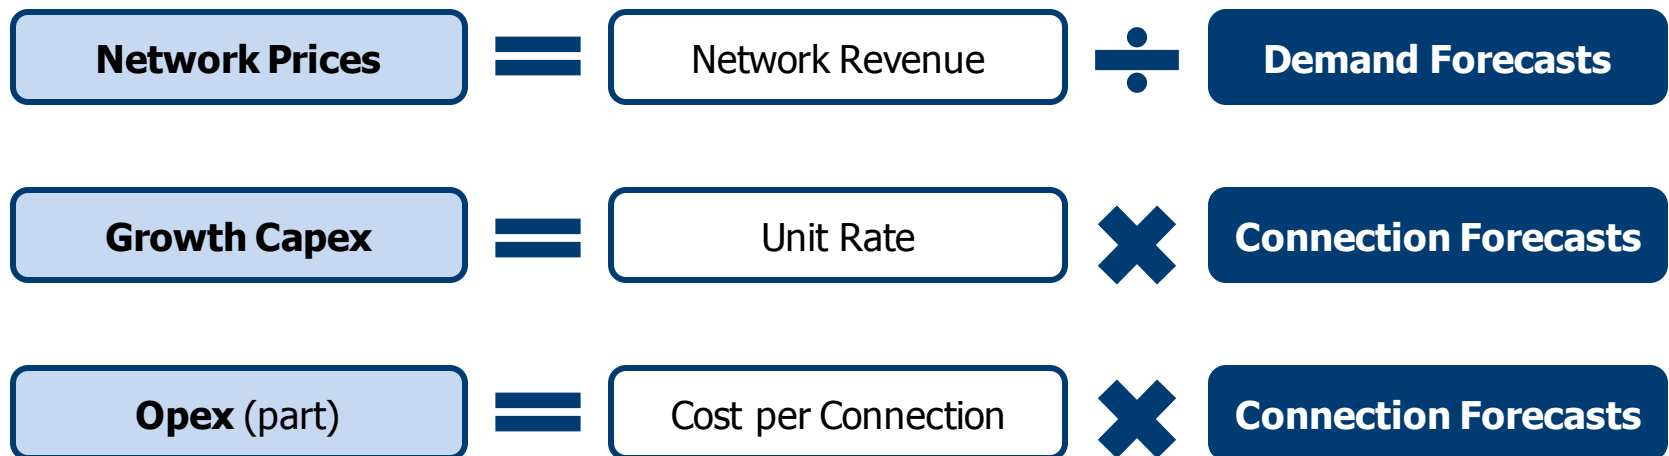 Network Prices = Network Revenue ÷ Demand Forecasts
Growth Capex = Unit Rate × Connection Forecasts
Opex (part) = Cost per Connection × Connection Forecasts